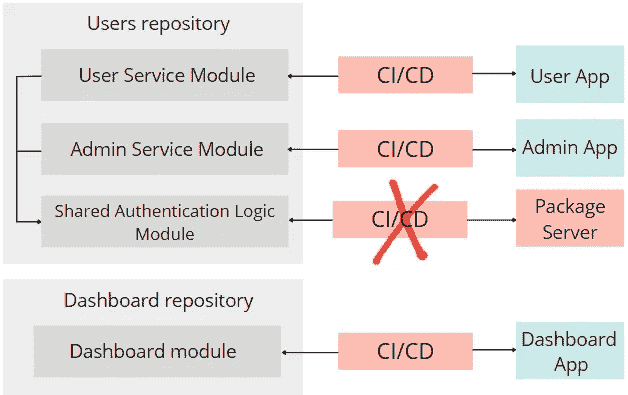 Users repository
User Service Module
CI/CD
User App
Admin Service Module
CI/CD
Admin App
Shared Authentication Logic
Module
CI/CD
Package
Server
Dashboard repository
Dashboard module
CI/CD
Dashboard
App